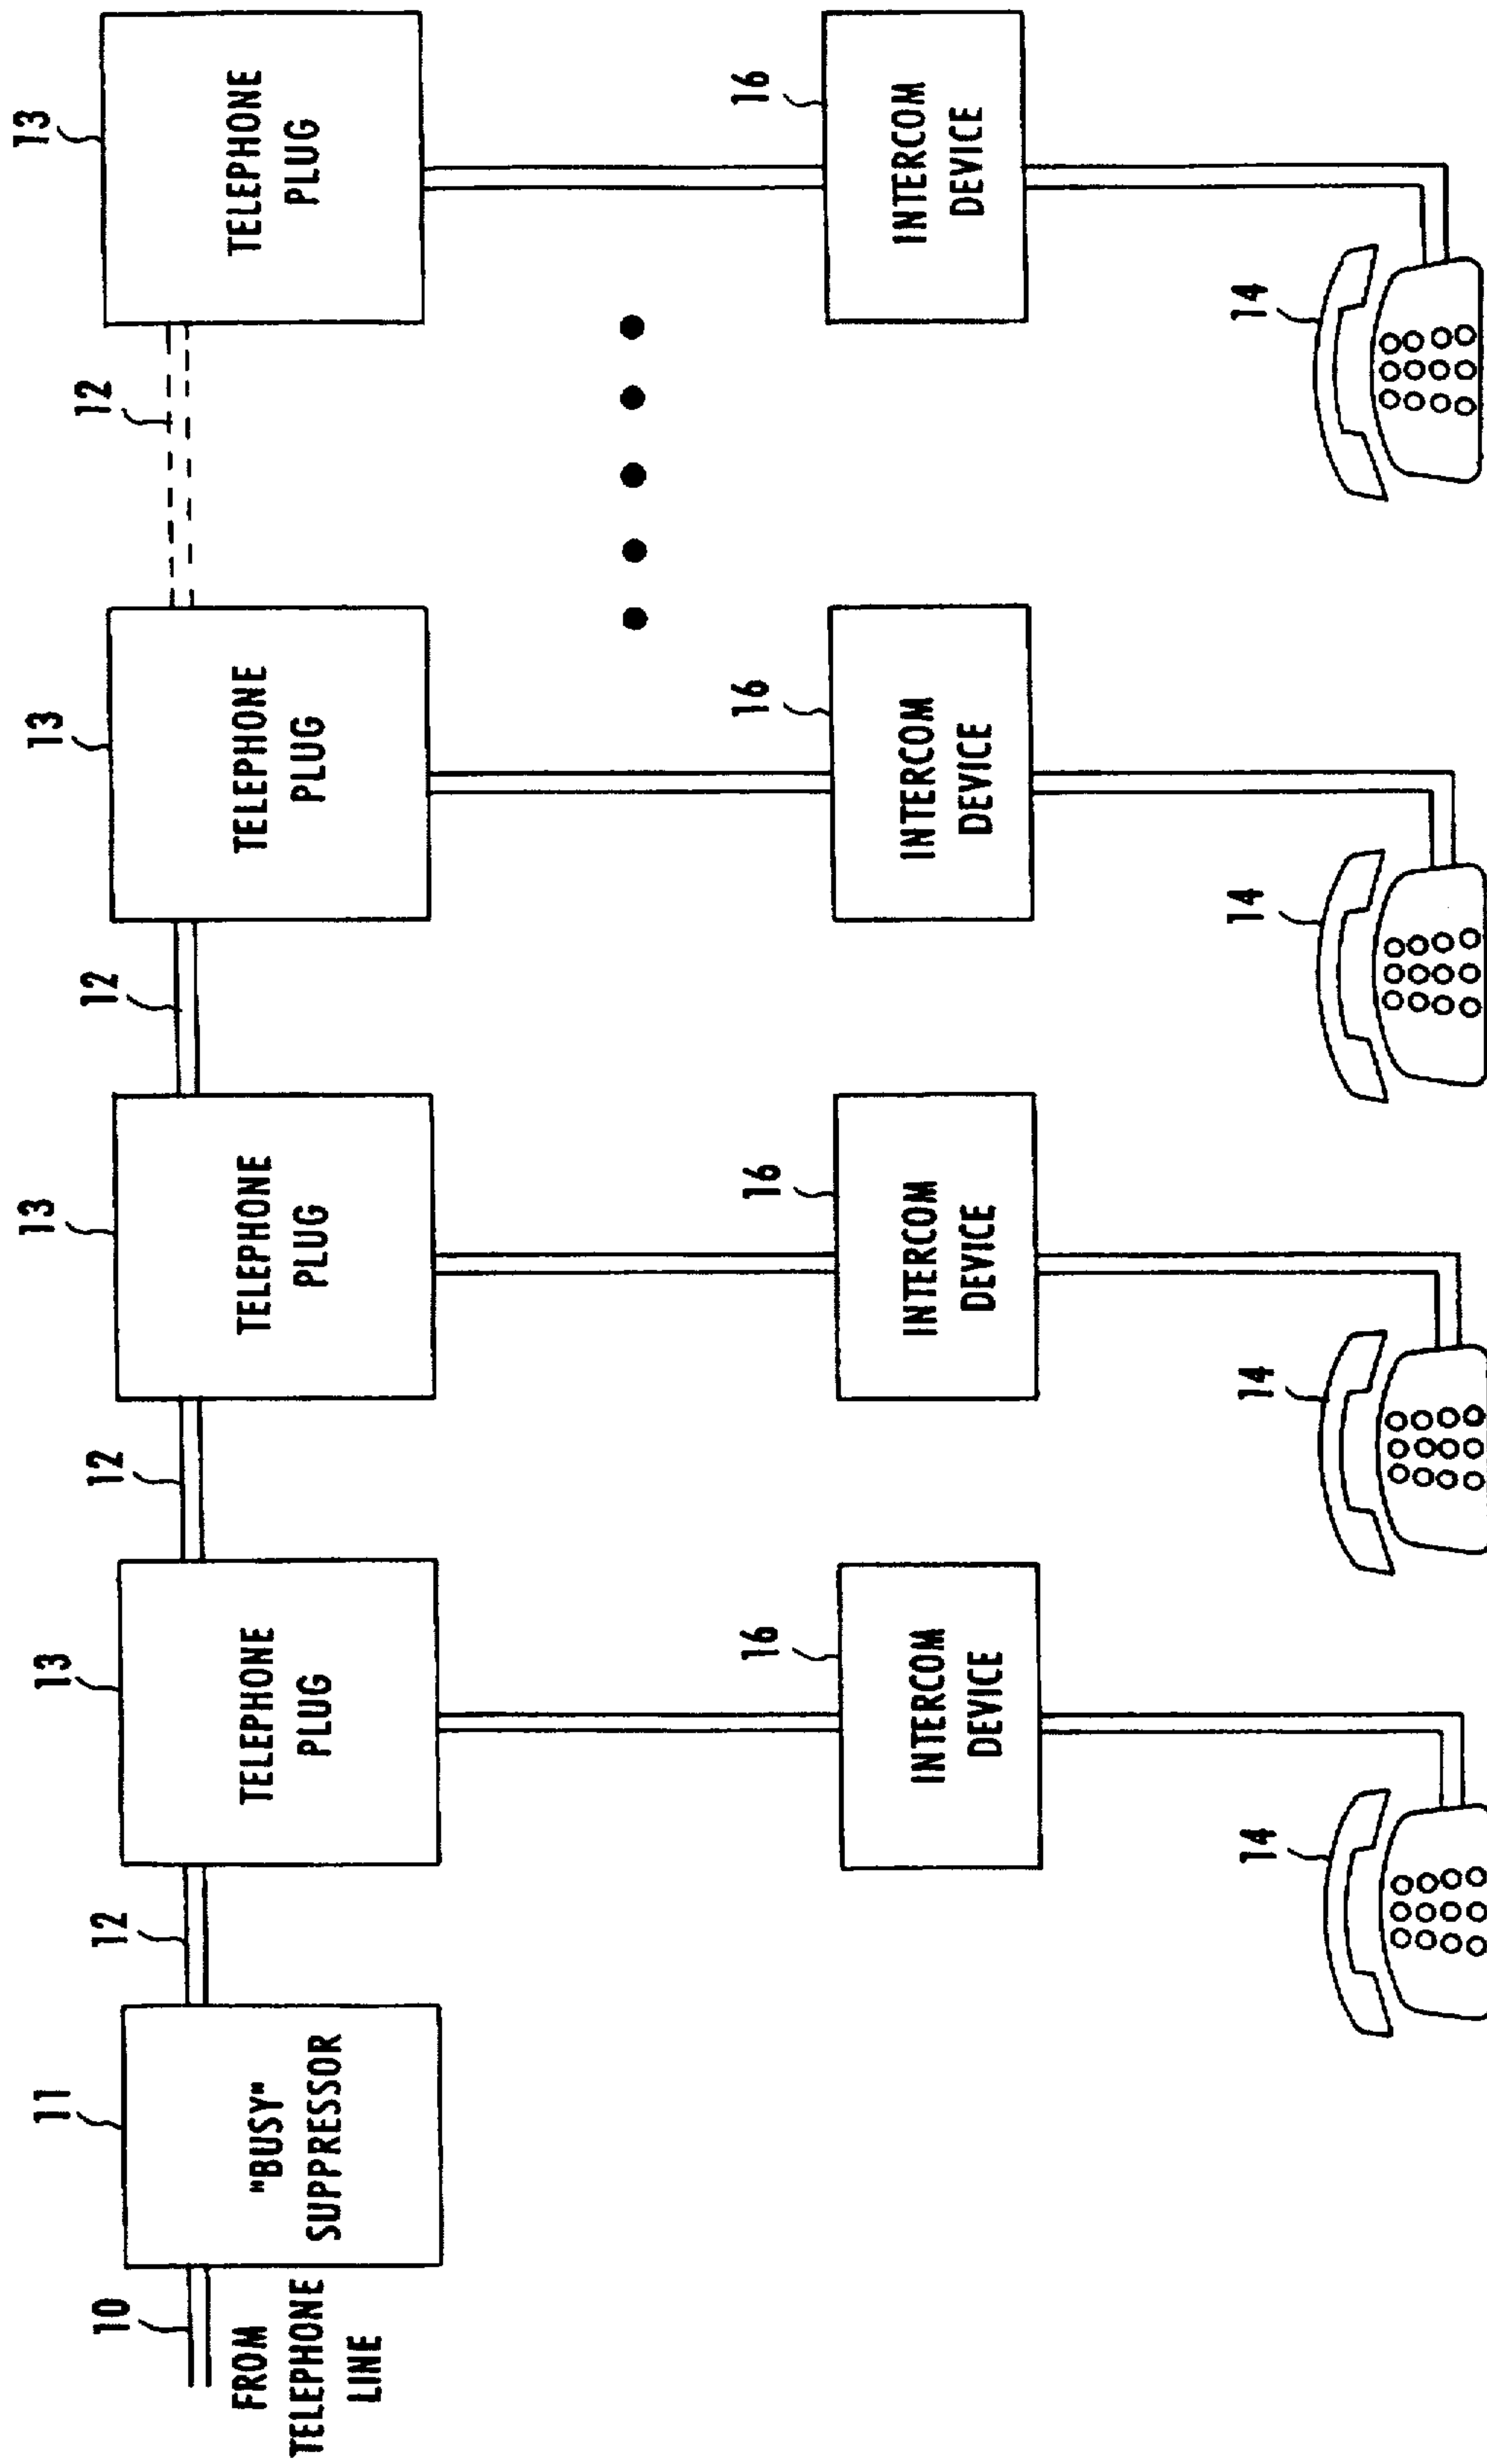 10
FROM
TELEPHONE
LINE
11
"BUSY"
SUPPRESSOR
12
13
TELEPHONE
PLUG
12
13
TELEPHONE
PLUG
12
13
TELEPHONE
PLUG
12
13
TELEPHONE
PLUG
16
INTERCOM
DEVICE
16
INTERCOM
DEVICE
16
INTERCOM
DEVICE
16
INTERCOM
DEVICE
14
14
14
14